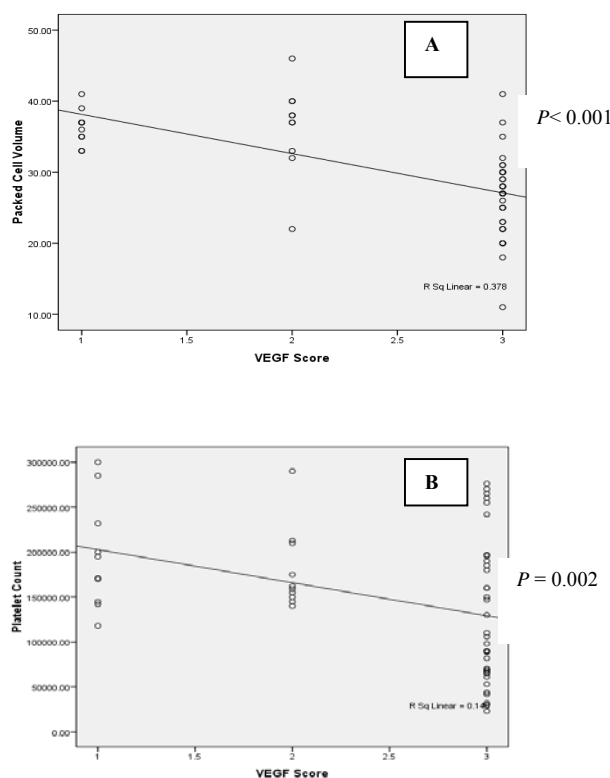 A
50.00
40.00
30.00
20.00
10.00
Packed Cell Volume
P< 0.001
R Sq Linear = 0.378
1
1.5
2
2.5
3
VEGF Score
B
300000.00
250000.00
200000.00
150000.00
100000.00
50000.00
0.00
Platelet Count
P = 0.002
R Sq Linear =
1
1.5
2
2.5
3
VEGF Score